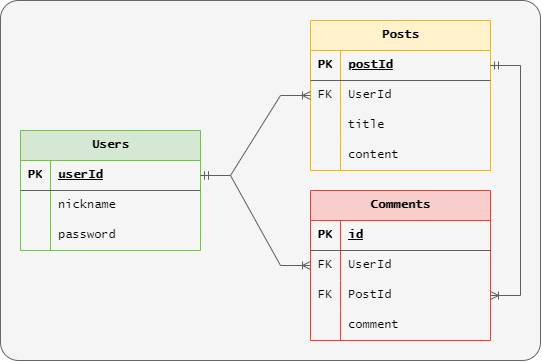 Users
PK userId
nickname
password
Posts
PK postId
FK UserId
title
content
Comments
PK id
FK UserId
FK PostId
comment